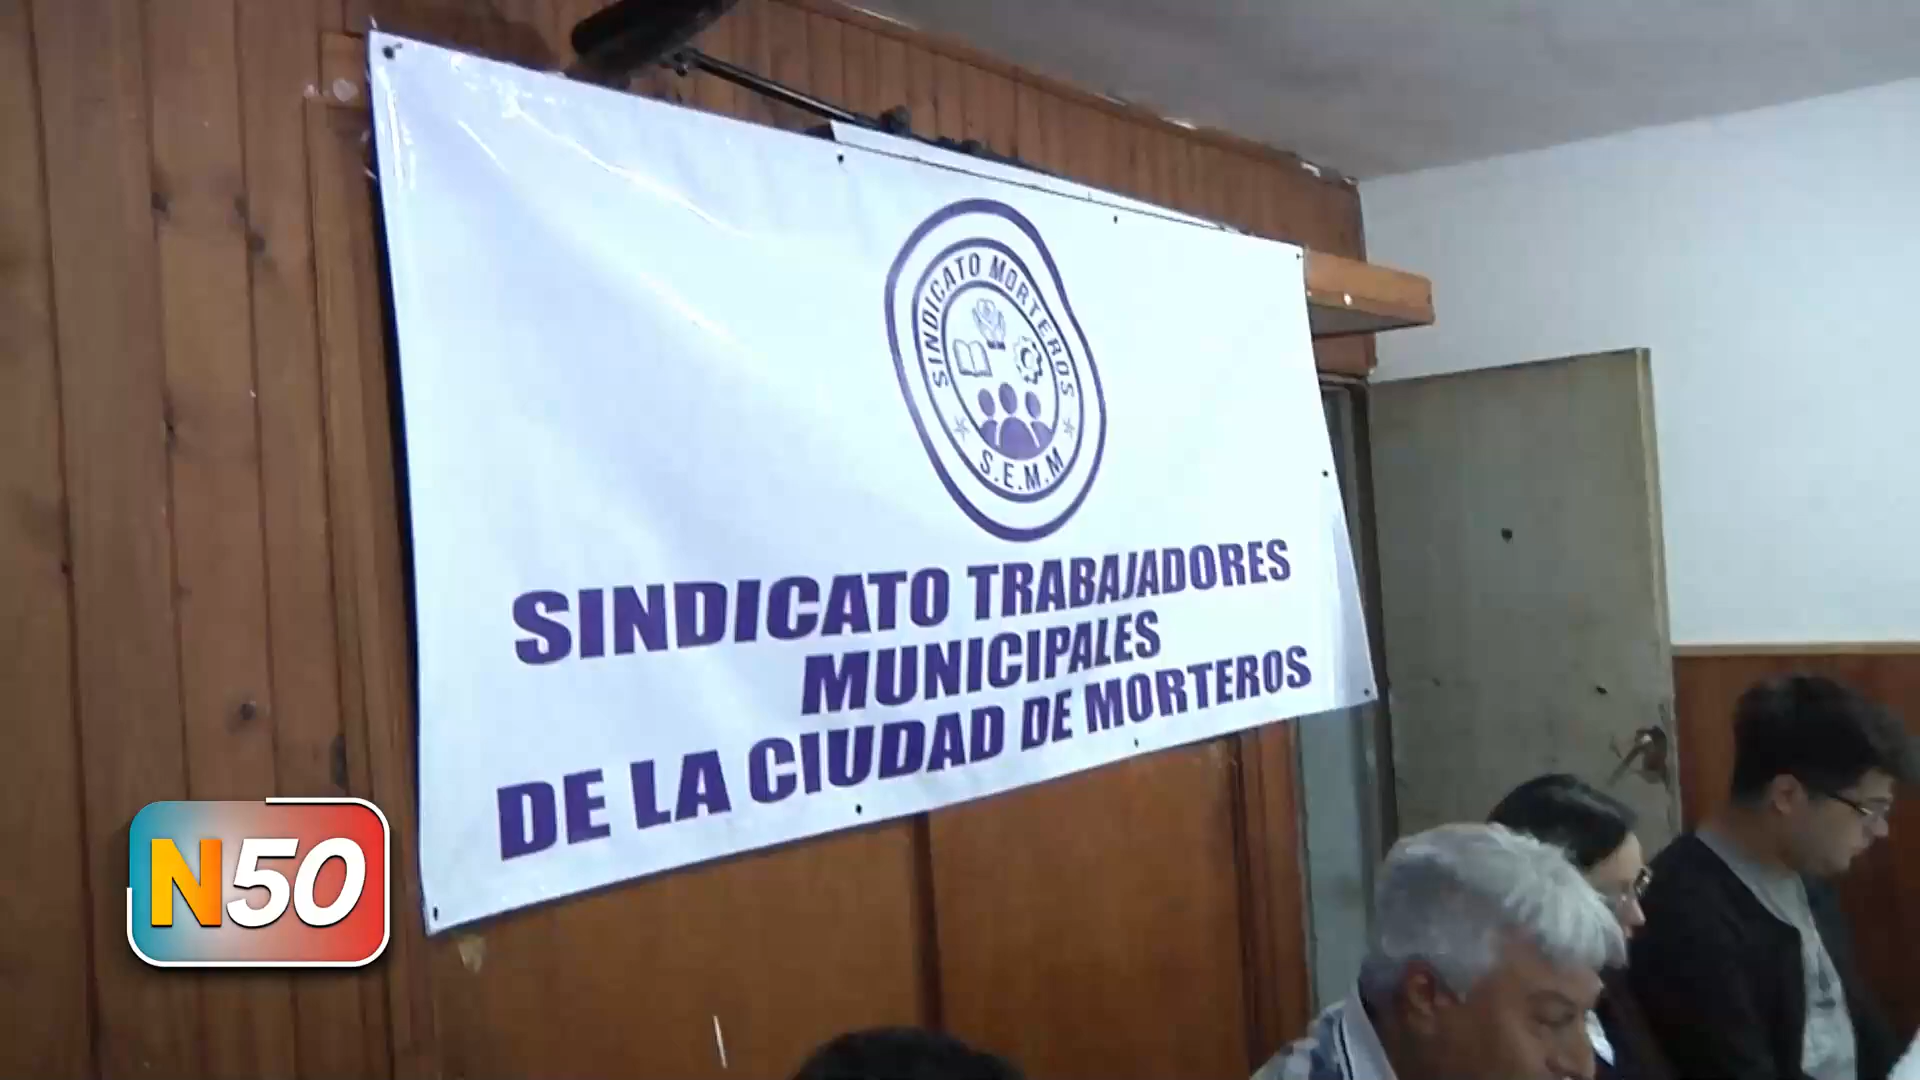 SINDICATO MORTEROS
S.E.M.M
SINDICATO TRABAJADORES
MUNICIPALES
DE LA CIUDAD DE MORTEROS
N50